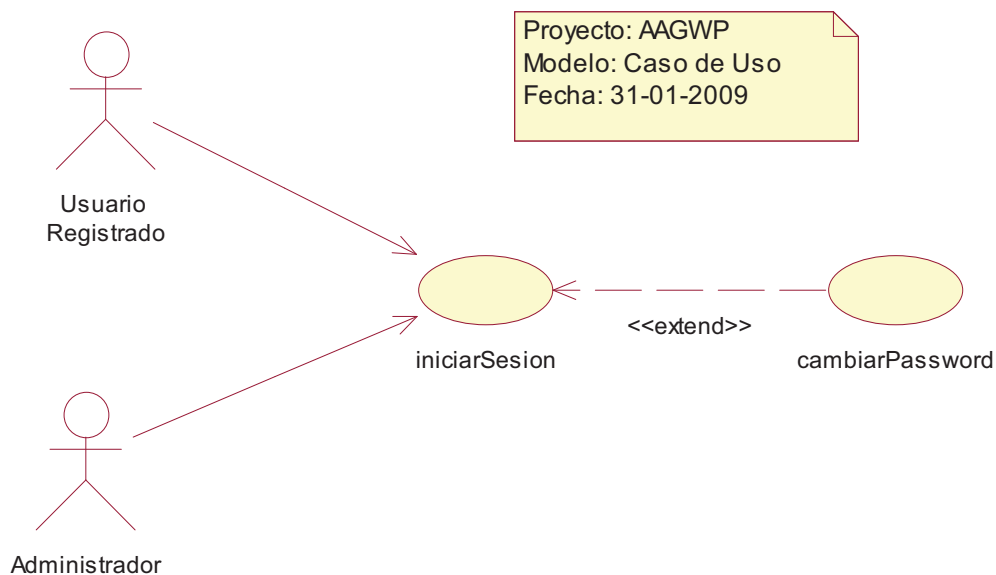 Proyecto: AAGWP
Modelo: Caso de Uso
Fecha: 31-01-2009
Usuario
Registrado
<<extend>>
iniciarSesion
cambiarPassword
Administrador